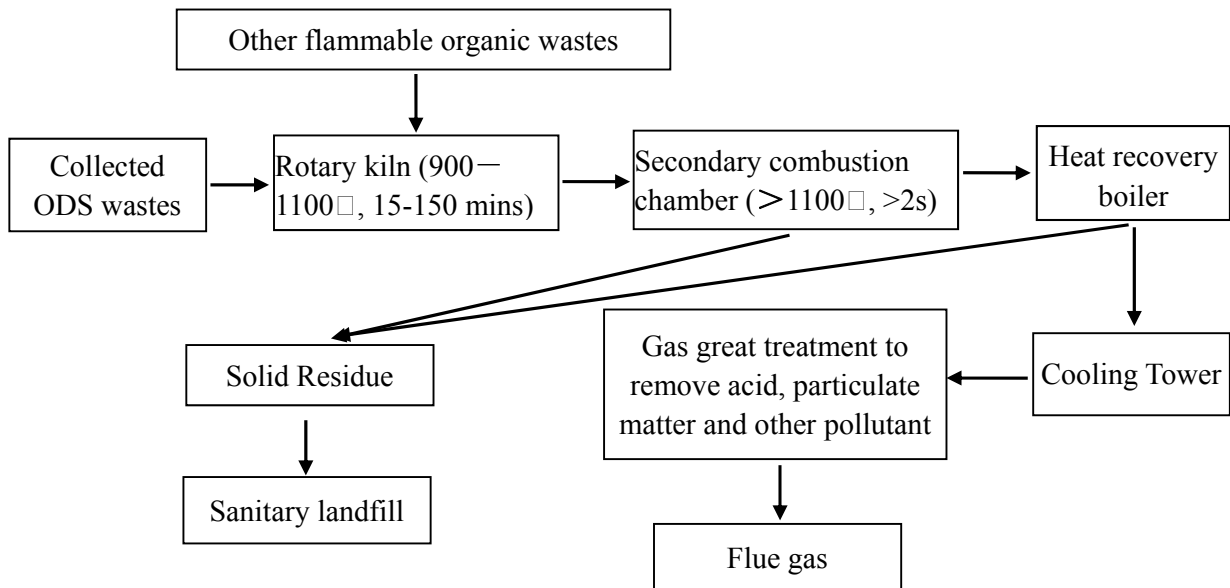 Other flammable organic wastes
Collected
ODS wastes
Rotary kiln (900－
1100□, 15-150 mins)
Secondary combustion
chamber (＞1100□, >2s)
Heat recovery
boiler
Solid Residue
Gas great treatment to
remove acid, particulate
matter and other pollutant
Cooling Tower
Sanitary landfill
Flue gas